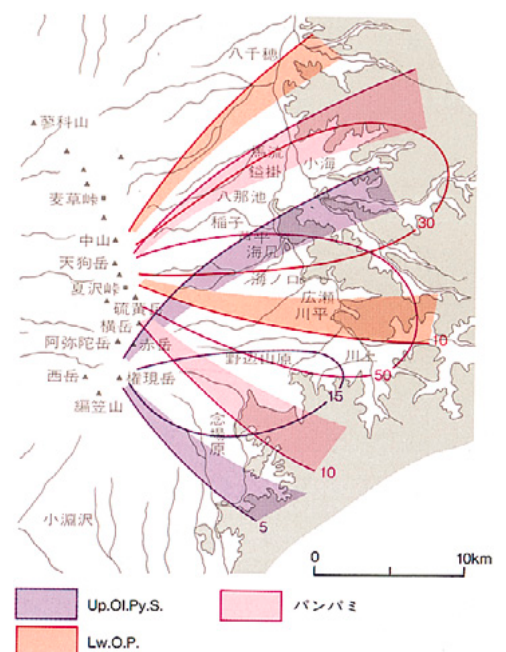 八千穂
蓼科山
馬流
鎰掛
小海
麦草峠
八那池
稲子
30
中山
海尻
天狗岳
海ノ口
夏沢峠
広瀬
硫黄岳
川平
横岳
10
阿弥陀岳
赤岳
野辺山原
川上
50
西岳
権現岳
15
編笠山
念場原
10
小淵沢
5
0
10km
Up.Ol.Py.S.
パンパミ
Lw.O.P.